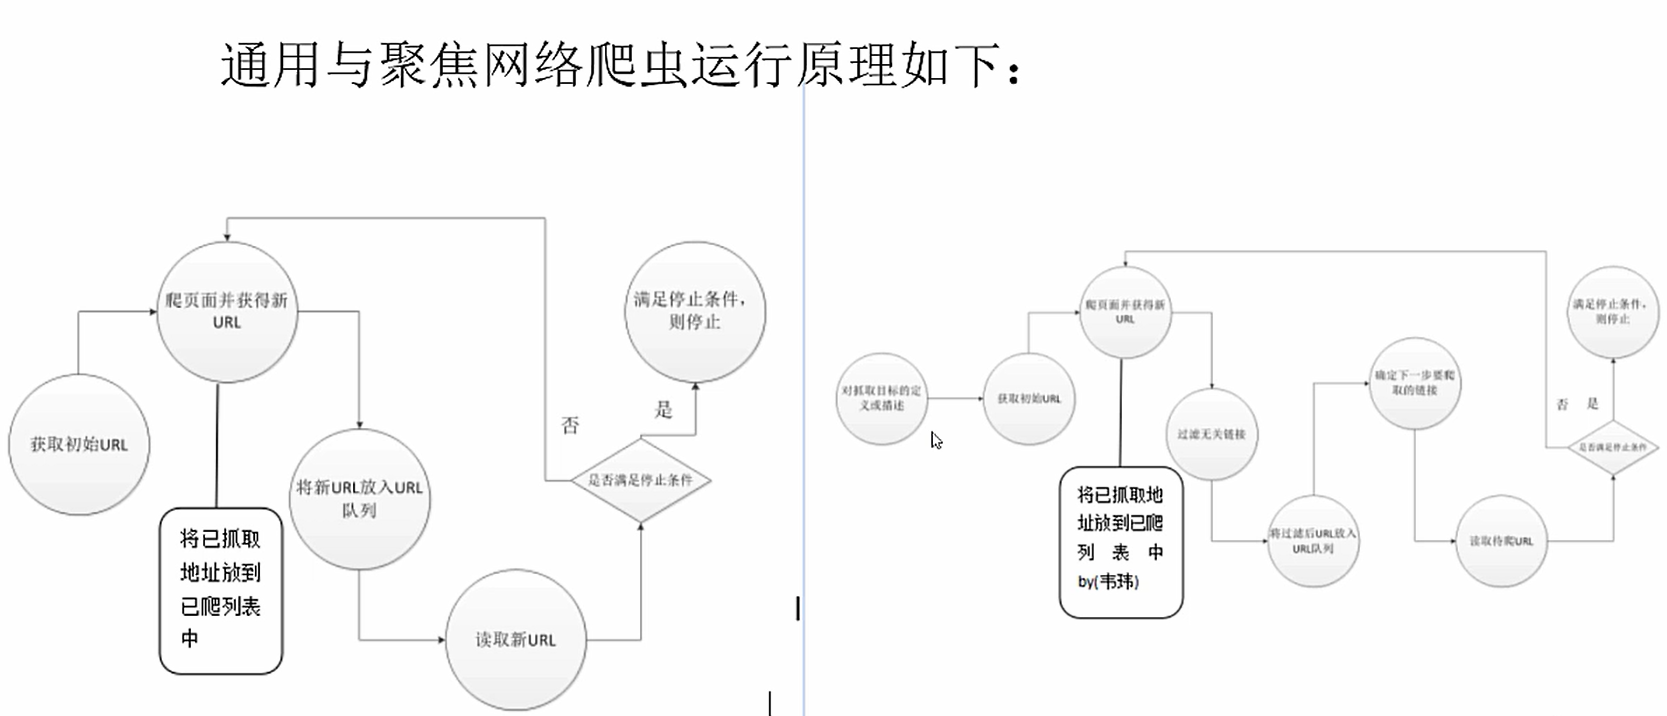 通用与聚焦网络爬虫运行原理如下：
爬页面并获得新
URL
满足停止条件，
则停止
获取初始URL
否
是
是否满足停止条件
将新URL放入URL
队列
将已抓取
地址放到
已爬列表
中
读取新URL
爬页面并获得新
URL
满足停止条件，
则停止
对抓取目标的定
义或描述
获取初始URL
确定下一步要爬
取的链接
过滤无关链接
否
是
是否满足停止条件
将已抓取地
址放到已爬
列表中
by(韦玮)
将过滤后URL放入
URL队列
读取待爬URL